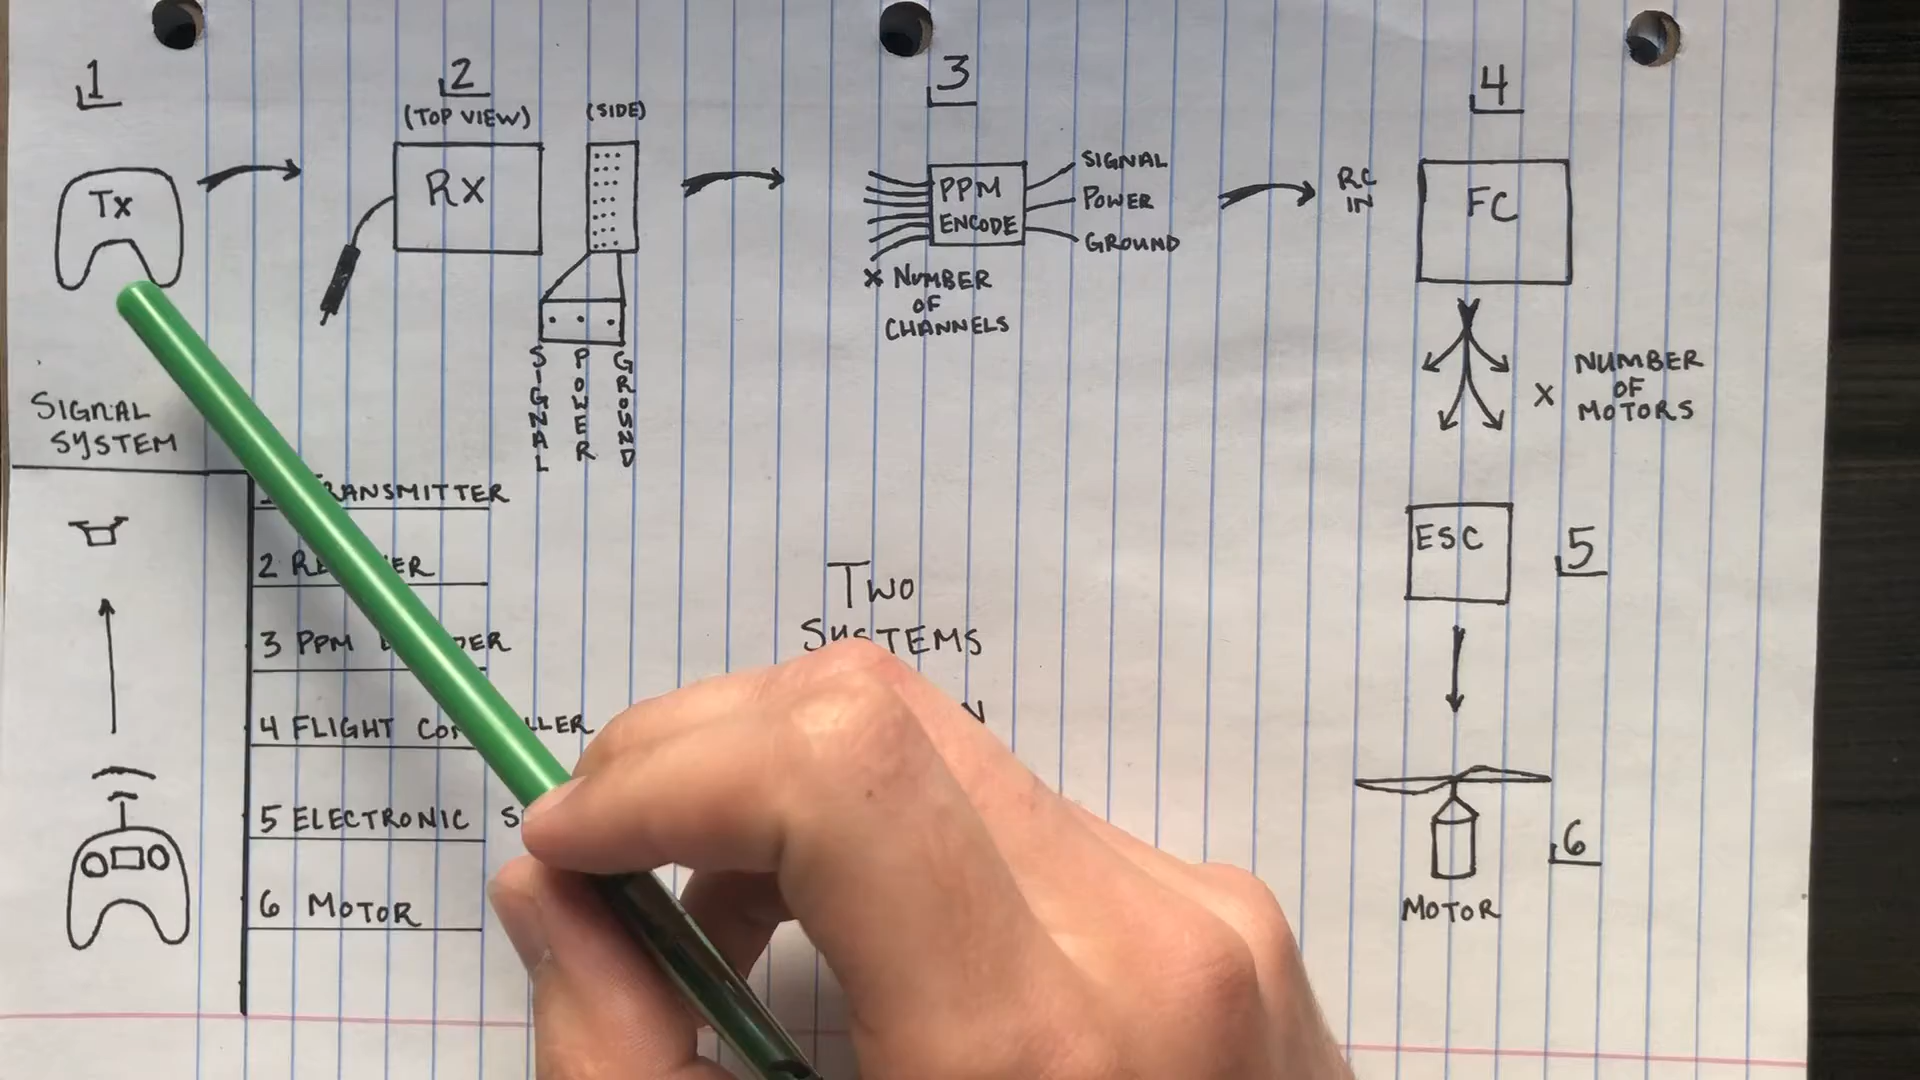 1
2
3
4
(TOP VIEW)
(SIDE)
Tx
Rx
PPM
ENCODE
SIGNAL
POWER
GROUND
RC
IN
FC
X NUMBER
OF
CHANNELS
SIGNAL
POWER
GROUND
X NUMBER
OF
MOTORS
SIGNAL
SYSTEM
TRANSMITTER
2
3 PPM
4 FLIGHT
5 ELECTRONIC
6 MOTOR
TWO
SYSTEMS
ESC
5
6
MOTOR